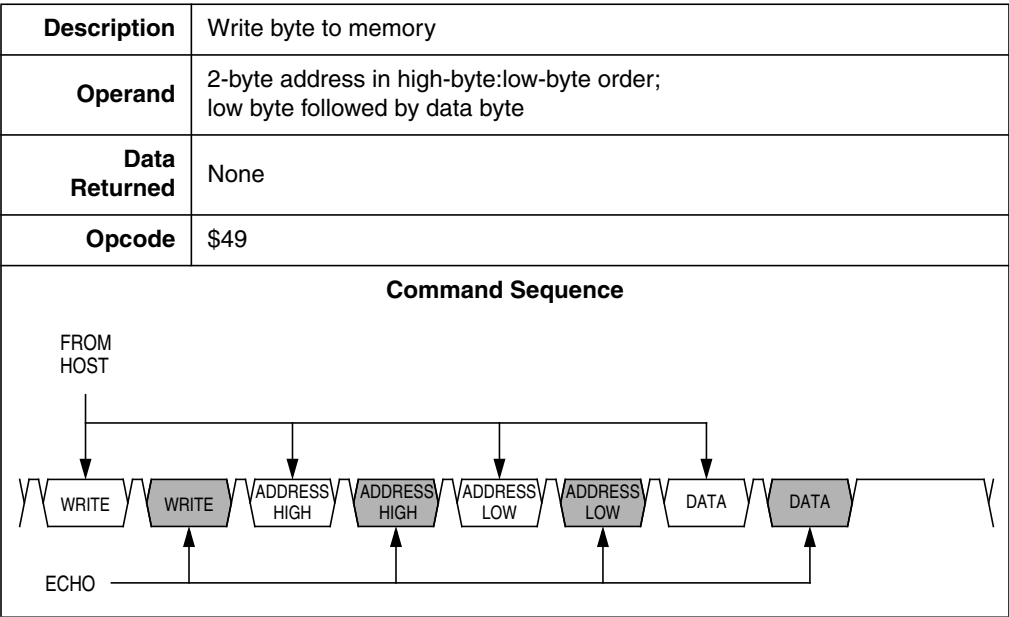 Description Write byte to memory
Operand 2-byte address in high-byte:low-byte order;
low byte followed by data byte
Data
Returned None
Opcode $49
Command Sequence
FROM
HOST
WRITE WRITE ADDRESS HIGH ADDRESS HIGH ADDRESS LOW ADDRESS LOW DATA DATA
ECHO